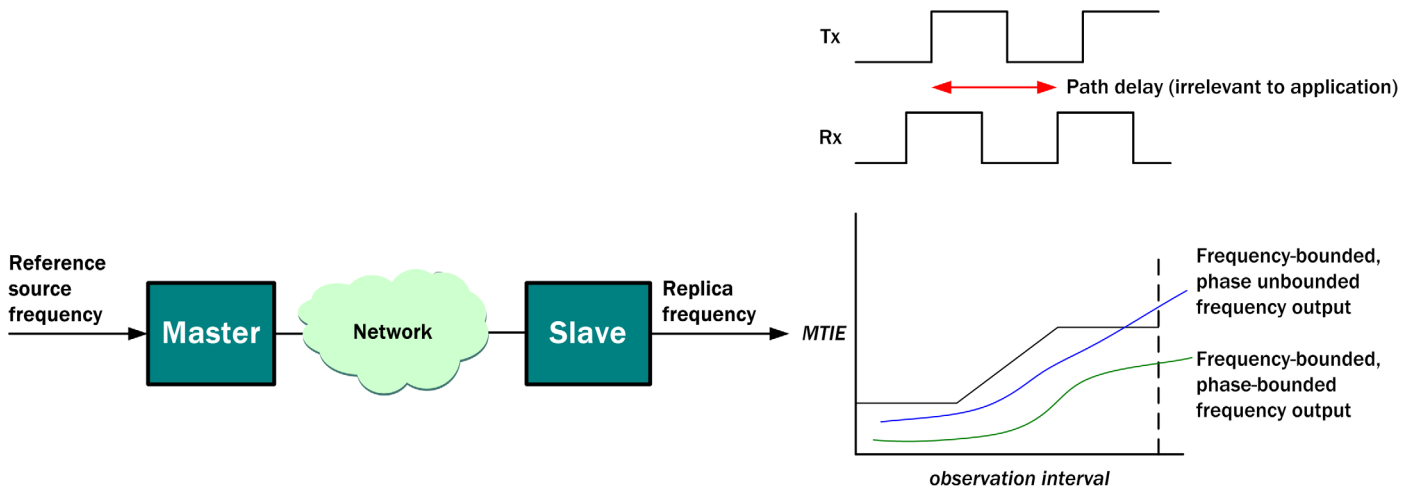 Tx
Path delay (irrelevant to application)
Rx
Reference
source
frequency
Master
Network
Slave
Replica
frequency
MTIE
Frequency-bounded,
phase unbounded
frequency output
Frequency-bounded,
phase-bounded
frequency output
observation interval